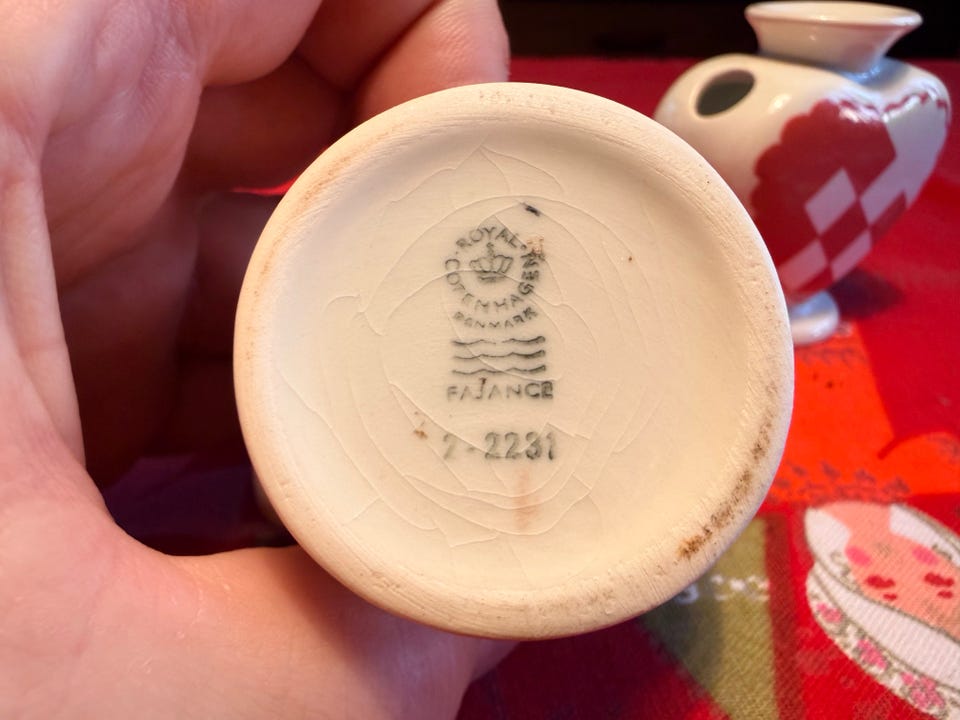 ROYAL
COPENHAGEN
DENMARK
FAJANCE
2-2231